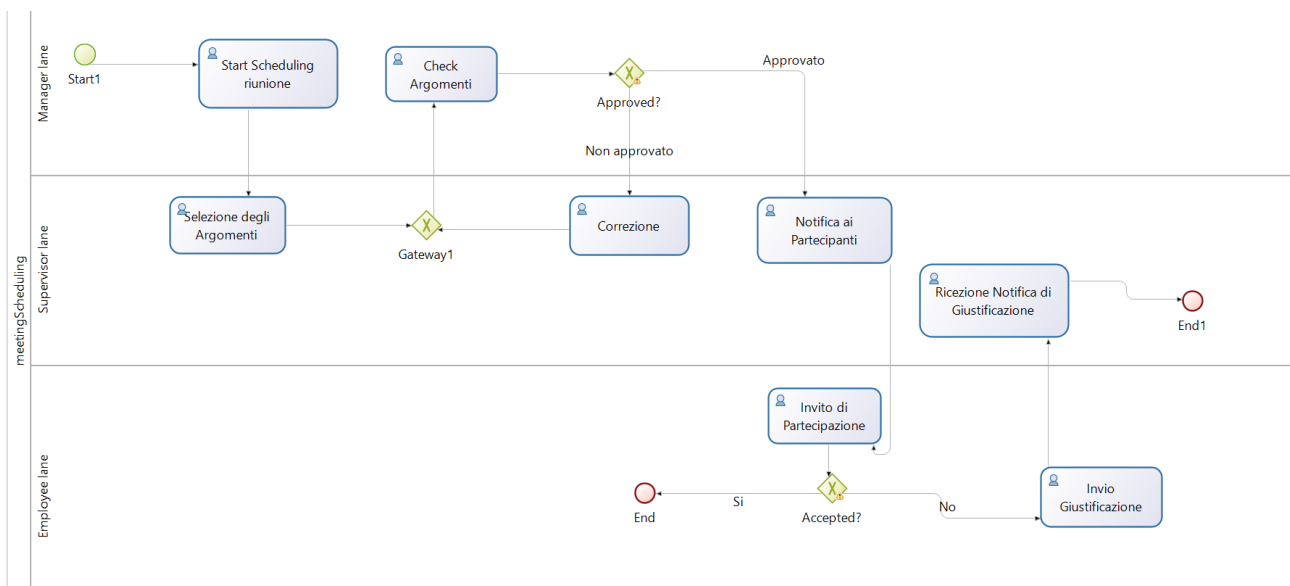 meetingScheduling
Manager lane
Start1
Start Scheduling
riunione
Check
Argomenti
Approved?
Approvato
Non approvato
Supervisor lane
Selezione degli
Argomenti
Gateway1
Correzione
Notifica ai
Partecipanti
Ricezione Notifica di
Giustificazione
End1
Employee lane
Invito di
Partecipazione
End
Si
Accepted?
No
Invio
Giustificazione